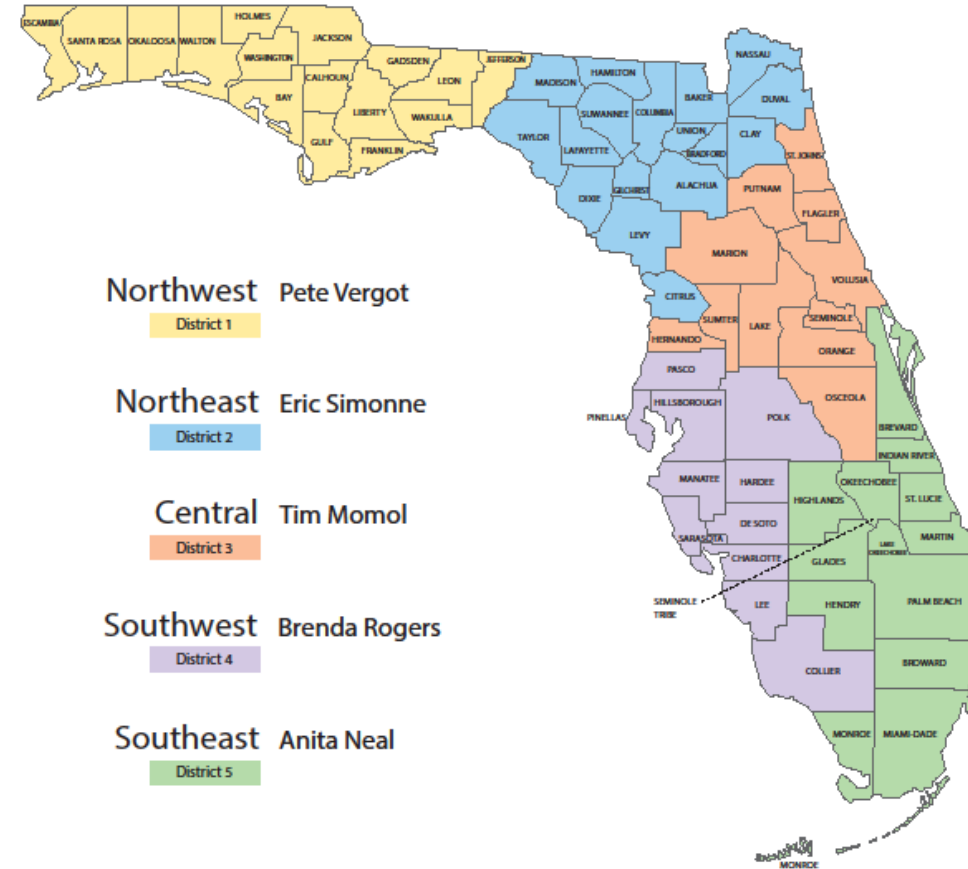 HOLMES
ESCAMBIA
SANTA ROSA
OKALOOSA
WALTON
JACKSON
WASHINGTON
NASSAU
GADSDEN
JEFFERSON
CALHOUN
LEON
MADISON
HAMILTON
BAY
BAKER
DUVAL
LIBERTY
WAKULLA
SUWANNEE
COLUMBIA
UNION
CLAY
GULF
FRANKLIN
TAYLOR
LAFAYETTE
BRADFORD
ST. JOHNS
DIXIE
GILCHRIST
ALACHUA
PUTNAM
FLAGLER
LEVY
MARION
VOLUSIA
Northwest Pete Vergot
District 1
CITRUS
SUMTER
LAKE
SEMINOLE
HERNANDO
ORANGE
PASCO
Northeast Eric Simonne
District 2
PINELLAS
HILLSBOROUGH
POLK
OSCEOLA
BREVARD
INDIAN RIVER
MANATEE
HARDEE
HIGHLANDS
OKEECHOBEE
ST. LUCIE
Central Tim Momol
District 3
DE SOTO
SARASOTA
MARTIN
LAKE
OKEECHOBEE
CHARLOTTE
GLADES
SEMINOLE
TRIBE
LEE
HENDRY
PALM BEACH
Southwest Brenda Rogers
District 4
COLLIER
BROWARD
Southeast Anita Neal
District 5
MONROE
MIAMI-DADE
MONROE